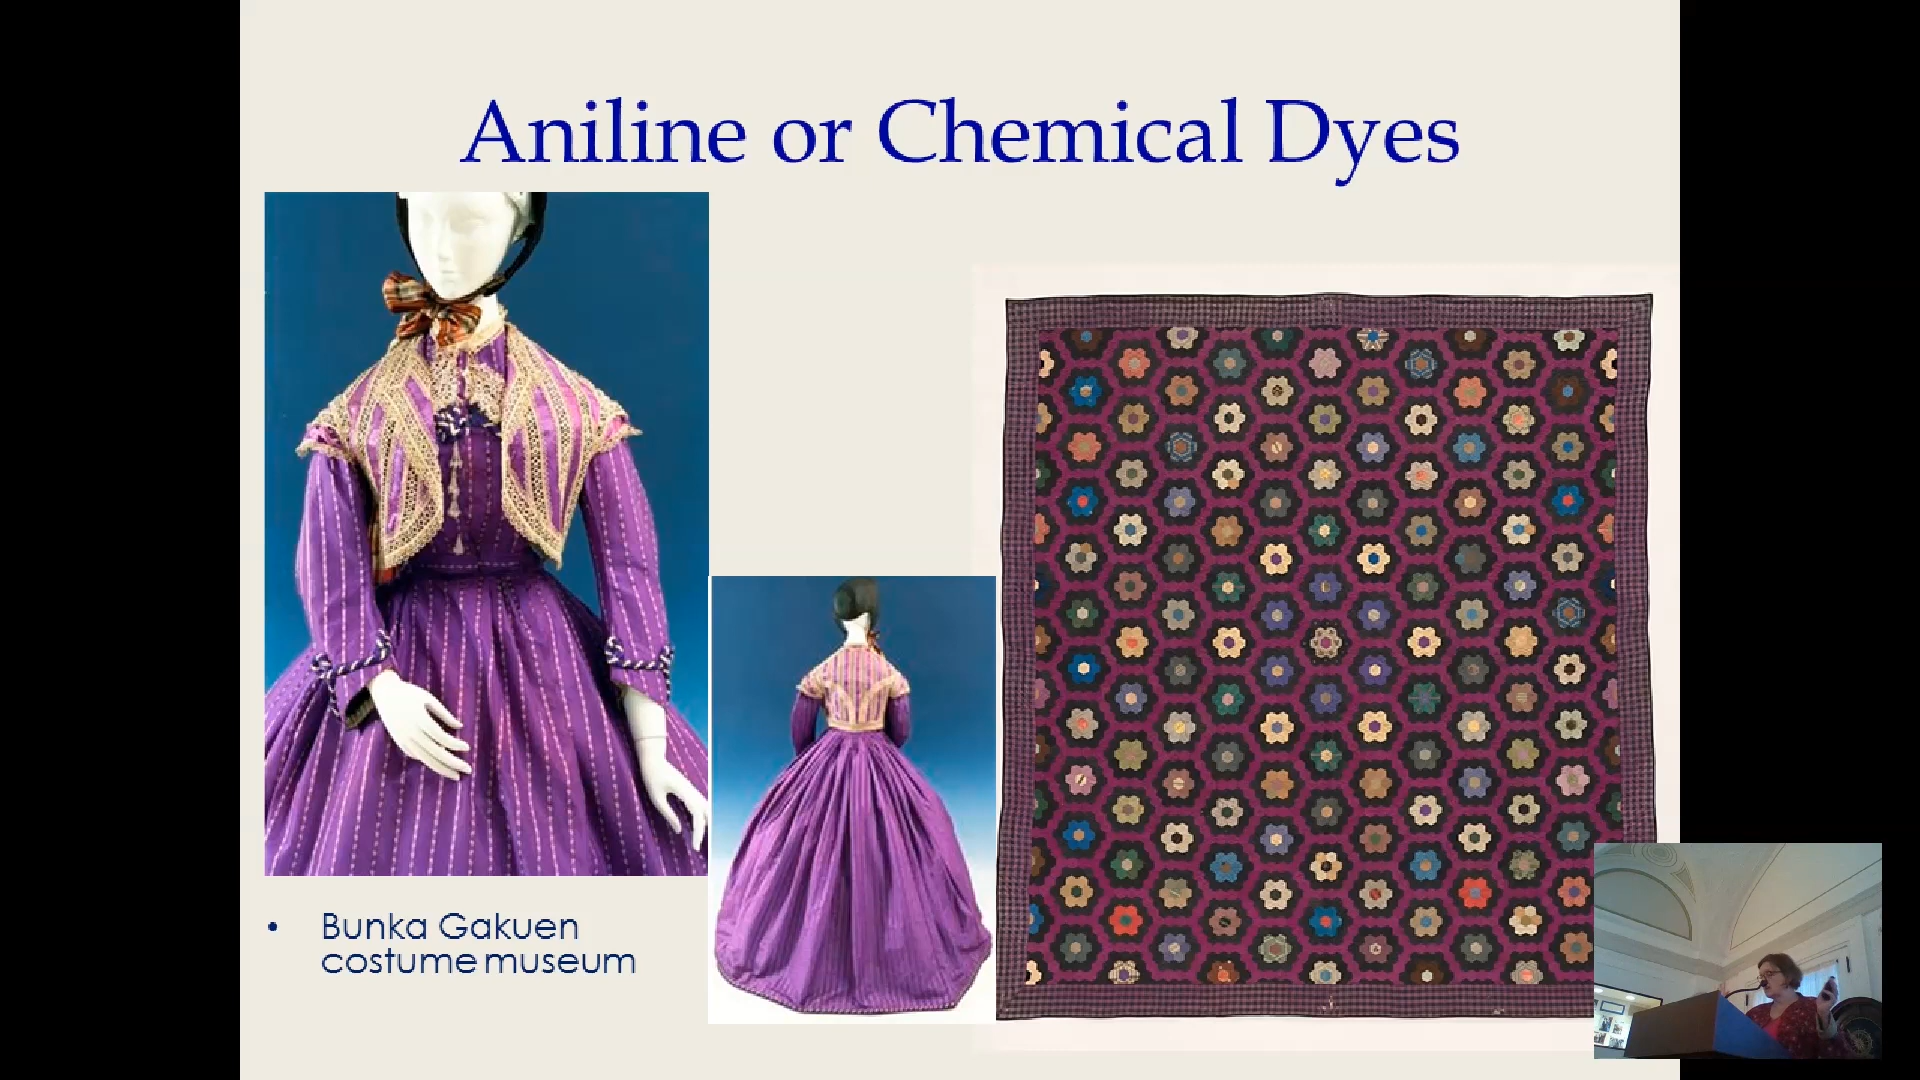 Aniline or Chemical Dyes
• Bunka Gakuen
costume museum